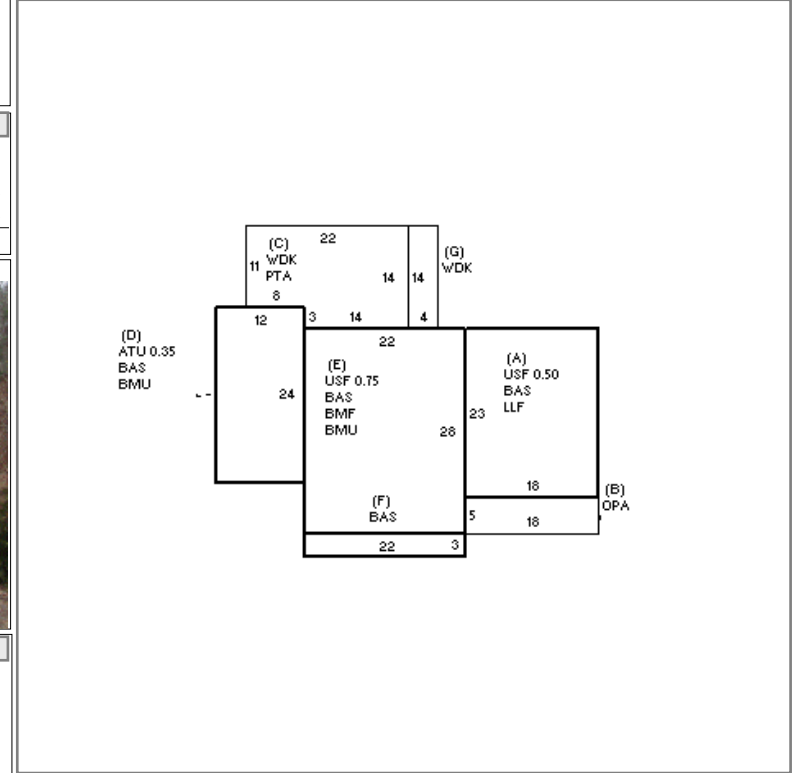 22
(C)
WDK
PTA
11
14
14
(G)
WDK
8
12
3
14
4
(D)
ATU 0.35
BAS
BMU
22
(E)
USF 0.75
BAS
BMF
BMU
(A)
USF 0.50
BAS
LLF
24
23
28
18
(F)
BAS
(B)
OPA
5
18
22
3